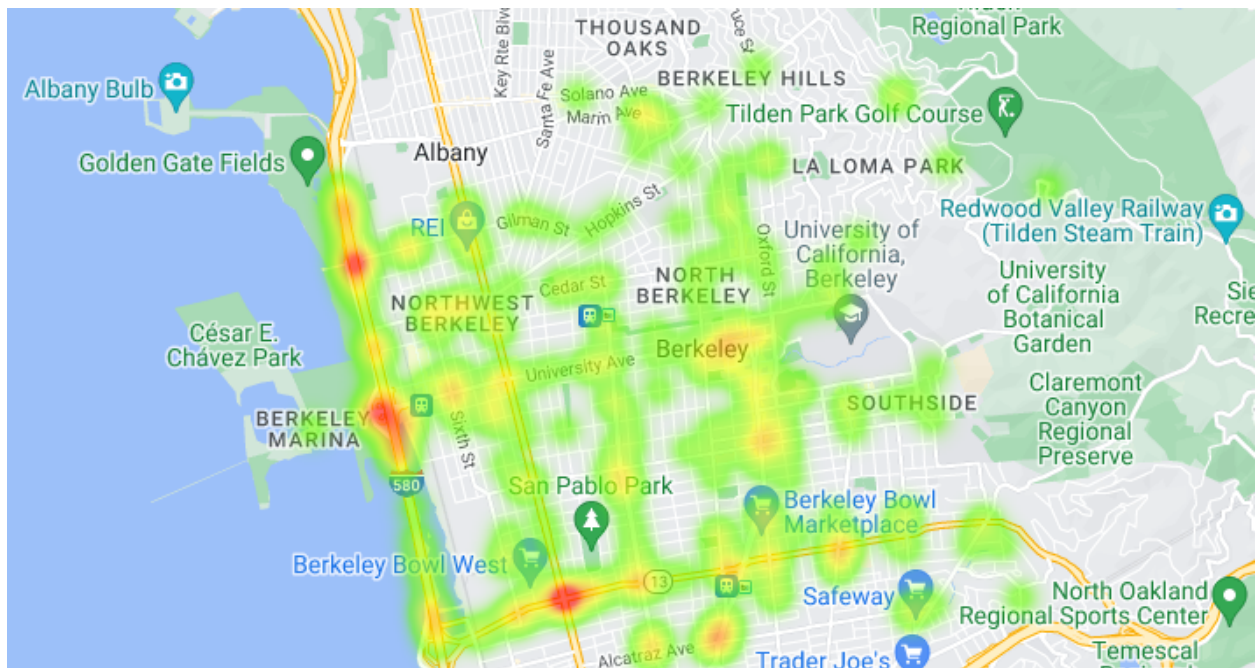 THOUSAND
OAKS
Regional Park
Key Rte Blvd
Santa Fe Ave
BERKELEY HILLS
Albany Bulb
Solano Ave
Marin Ave
Tilden Park Golf Course
Albany
Golden Gate Fields
LA LOMA PARK
REI
Gilman St
Hopkins St
Oxford St
University of
California,
Berkeley
Redwood Valley Railway
(Tilden Steam Train)
NORTH
BERKELEY
Cedar St
NORTHWEST
BERKELEY
University
of California
Botanical
Garden
César E.
Chávez Park
Berkeley
University Ave
Claremont
Canyon
Regional
Preserve
SOUTHSIDE
BERKELEY
MARINA
Sixth St
580
San Pablo Park
Berkeley Bowl
Marketplace
Berkeley Bowl West
13
Safeway
North Oakland
Regional Sports Center
Alcatraz Ave
Trader Joe's
Temescal